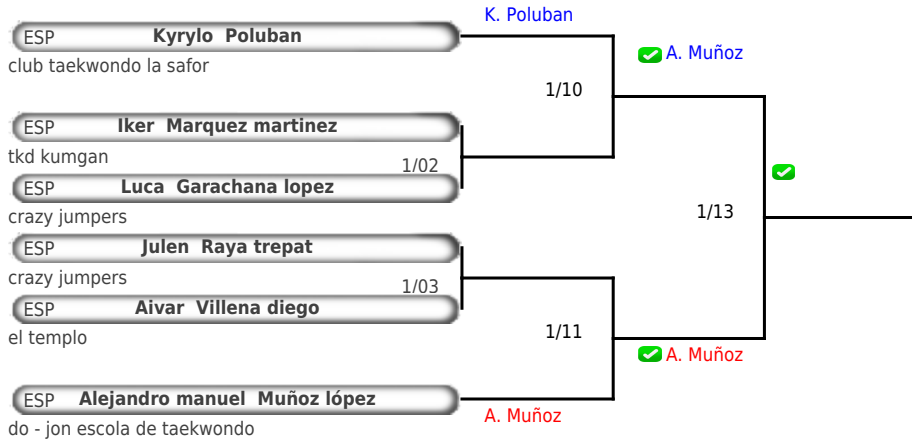 K. Poluban
ESP Kyrylo Poluban
club taekwondo la safor
A. Muñoz
1/10
ESP Iker Marquez martinez
tkd kumgan
1/02
ESP Luca Garachana lopez
crazy jumpers
1/13
ESP Julen Raya trepat
crazy jumpers
1/03
ESP Aivar Villena diego
el templo
1/11
A. Muñoz
ESP Alejandro manuel Muñoz lópez
A. Muñoz
do - jon escola de taekwondo